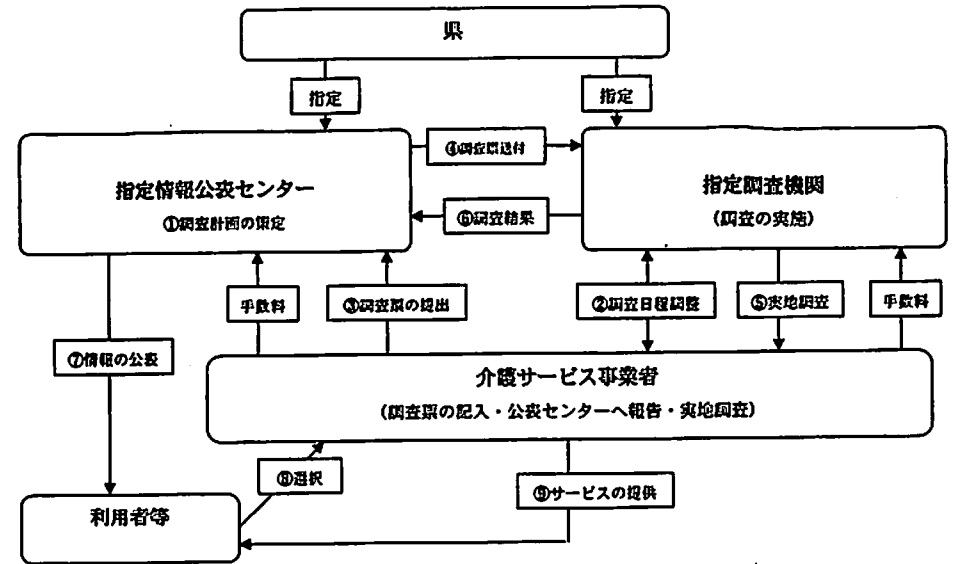 県
指定
指定
指定情報公表センター
①調査計画の策定
④調査票送付
指定調査機関
(調査の実施)
⑥調査結果
手数料
③調査票の提出
②調査日程調整
⑤実地調査
手数料
⑦情報の公表
介護サービス事業者
(調査票の記入・公表センターへ報告・実地調査)
⑧選択
⑨サービスの提供
利用者等